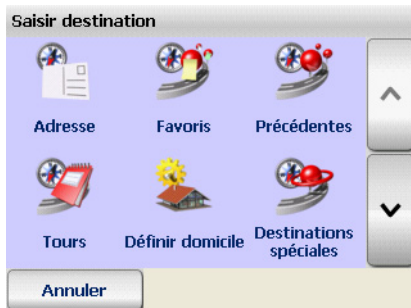 Saisir destination
Adresse
Favoris
Précédentes
Tours
Définir domicile
Destinations
spéciales
Annuler